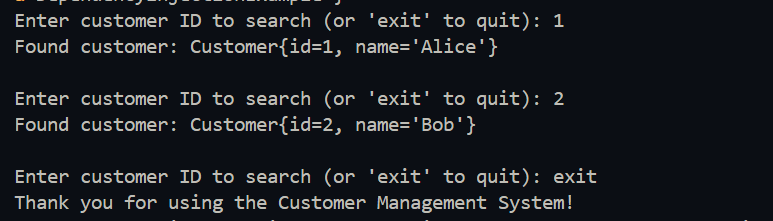 Enter customer ID to search (or 'exit' to quit): 1
Found customer: Customer{id=1, name='Alice'}
Enter customer ID to search (or 'exit' to quit): 2
Found customer: Customer{id=2, name='Bob'}
Enter customer ID to search (or 'exit' to quit): exit
Thank you for using the Customer Management System!